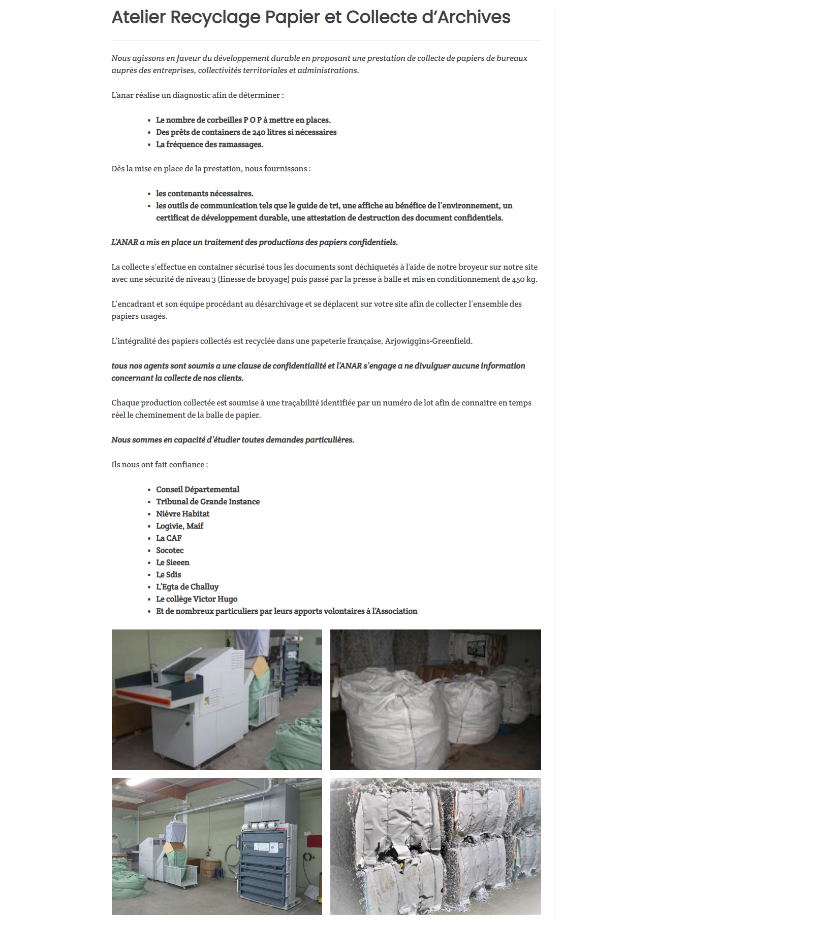 Atelier Recyclage Papier et Collecte d’Archives
Nous agissons en faveur du développement durable en proposant une prestation de collecte de papiers de bureaux
auprès des entreprises, collectivités territoriales et administrations.
L’anar réalise un diagnostic afin de déterminer :
• Le nombre de corbeilles P O P à mettre en places.
• Des prêts de containers de 240 litres si nécessaires
• La fréquence des ramassages.
Dès la mise en place de la prestation, nous fournissons :
• les contenants nécessaires.
• les outils de communication tels que le guide de tri, une affiche au bénéfice de l’environnement, un
certificat de développement durable, une attestation de destruction des document confidentiels.
L’ANAR a mis en place un traitement des productions des papiers confidentiels.
La collecte s’effectue en container sécurisé tous les documents sont déchiquetés à l’aide de notre broyeur sur notre site
avec une sécurité de niveau 3 (finesse de broyage) puis passé par la presse à balle et mis en conditionnement de 450 kg.
L’encadrant et son équipe procédant au désarchivage et se déplacent sur votre site afin de collecter l’ensemble des
papiers usagés.
L’intégralité des papiers collectés est recyclée dans une papeterie française, Arjowiggins-Greenfield.
tous nos agents sont soumis a une clause de confidentialité et l’ANAR s’engage a ne divulguer aucune information
concernant la collecte de nos clients.
Chaque production collectée est soumise à une traçabilité identifiée par un numéro de lot afin de connaitre en temps
réel le cheminement de la balle de papier.
Nous sommes en capacité d’étudier toutes demandes particulières.
Ils nous ont fait confiance :
• Conseil Départemental
• Tribunal de Grande Instance
• Nièvre Habitat
• Logivie, Maif
• La CAF
• Socotec
• Le Sieeen
• Le Sdis
• L’Egta de Challuy
• Le collège Victor Hugo
• Et de nombreux particuliers par leurs apports volontaires à l’Association